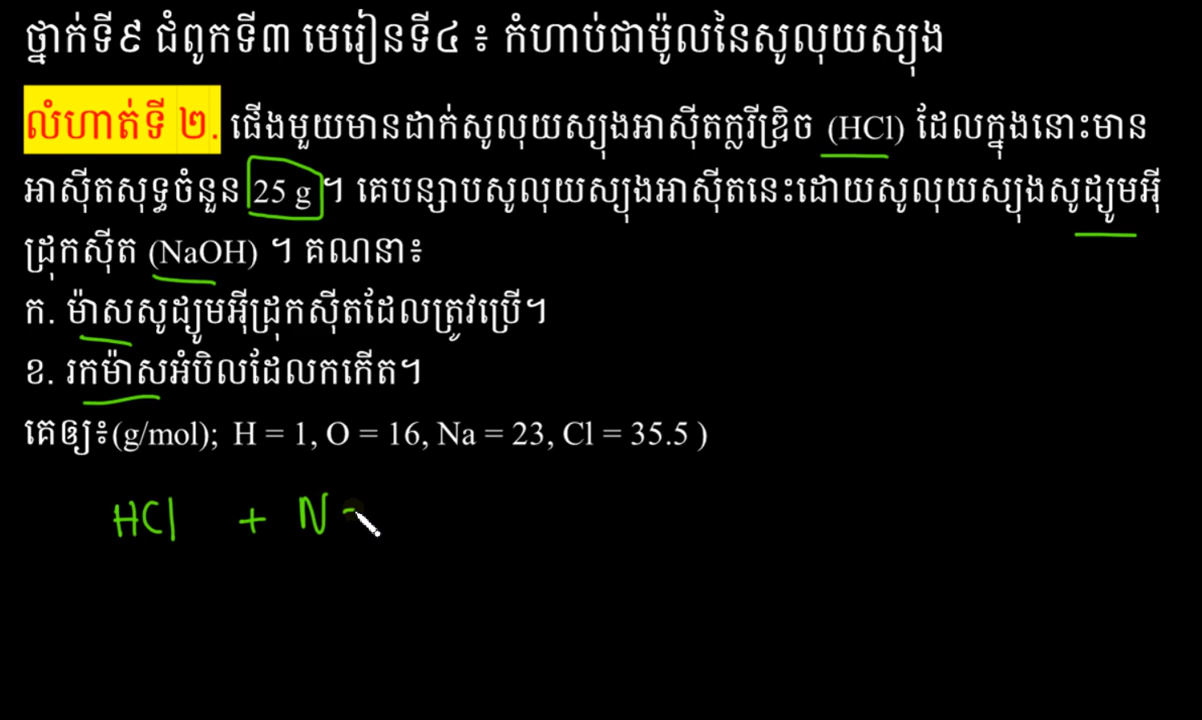 ថ្នាក់ទី៩ ជំពូកទី៣ មេរៀនទី៤ ៖ កំហាប់ជាម៉ូលនៃសូលុយស្យុង
លំហាត់ទី ២. ផើងមួយមានដាក់សូលុយស្យុងអាស៊ីតក្លរីឌ្រិច (HCl) ដែលក្នុងនោះមាន
អាស៊ីតសុទ្ធចំនួន 25 g ។ គេបន្សាបសូលុយស្យុងអាស៊ីតនេះដោយសូលុយស្យុងសូដ្យូមអ៊ី
ដ្រុកស៊ីត (NaOH) ។ គណនា៖
ក. ម៉ាសសូដ្យូមអ៊ីដ្រុកស៊ីតដែលត្រូវប្រើ។
ខ. រកម៉ាសអំបិលដែលកកើត។
គេឲ្យ៖(g/mol); H = 1, O = 16, Na = 23, Cl = 35.5 )
HCl + N